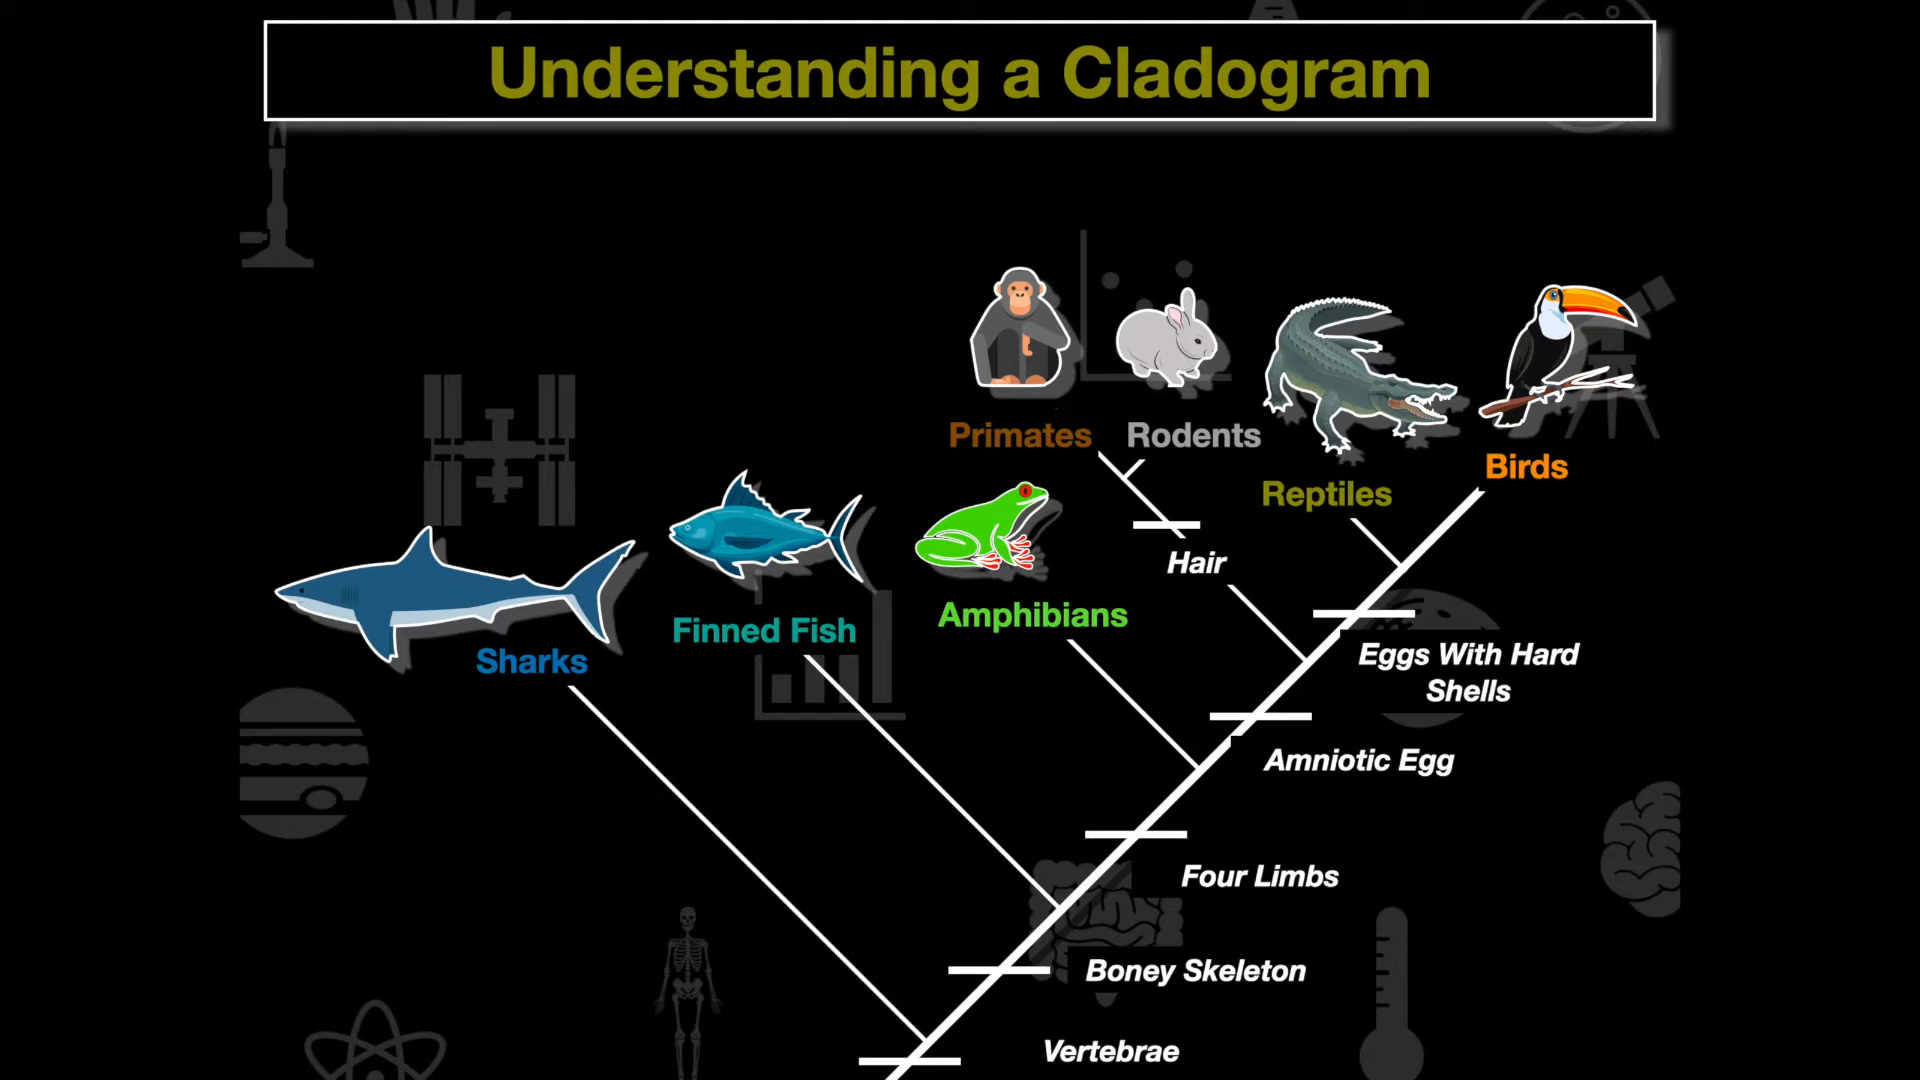 Understanding a Cladogram
Primates
Rodents
Birds
Reptiles
Hair
Amphibians
Finned Fish
Sharks
Eggs With Hard
Shells
Amniotic Egg
Four Limbs
Boney Skeleton
Vertebrae